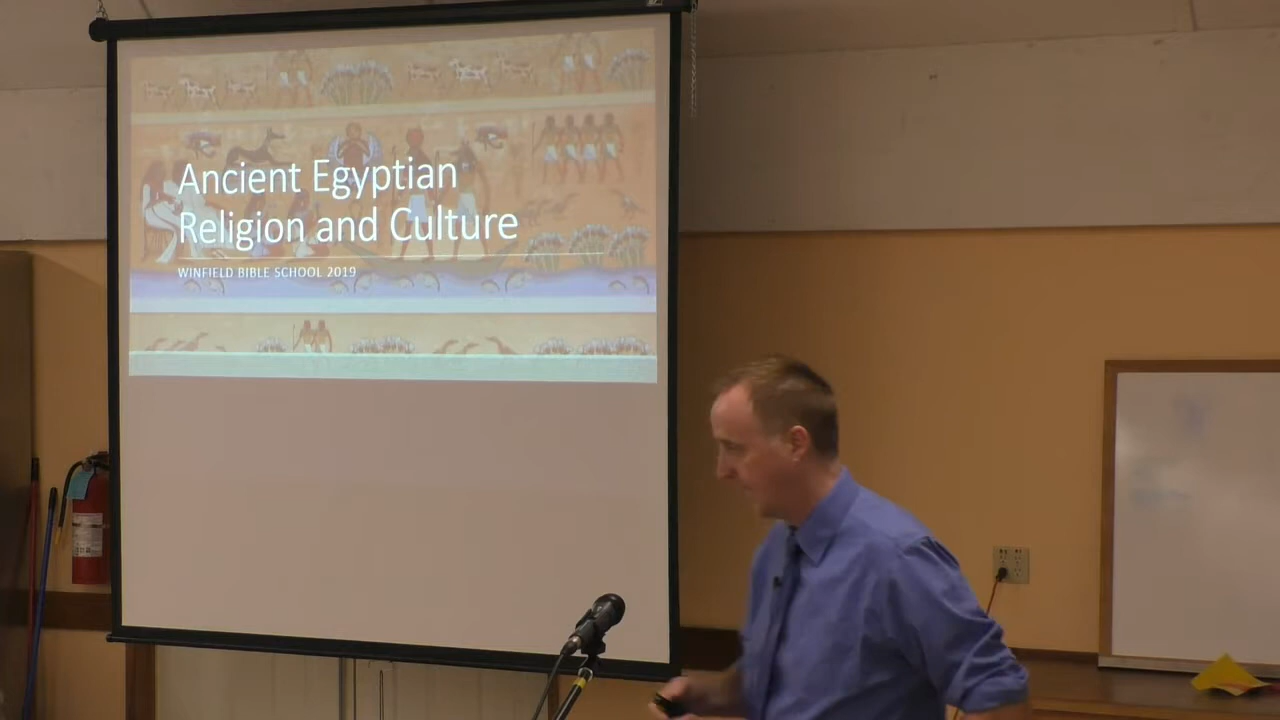 Ancient Egyptian
Religion and Culture
WINFIELD BIBLE SCHOOL 2019